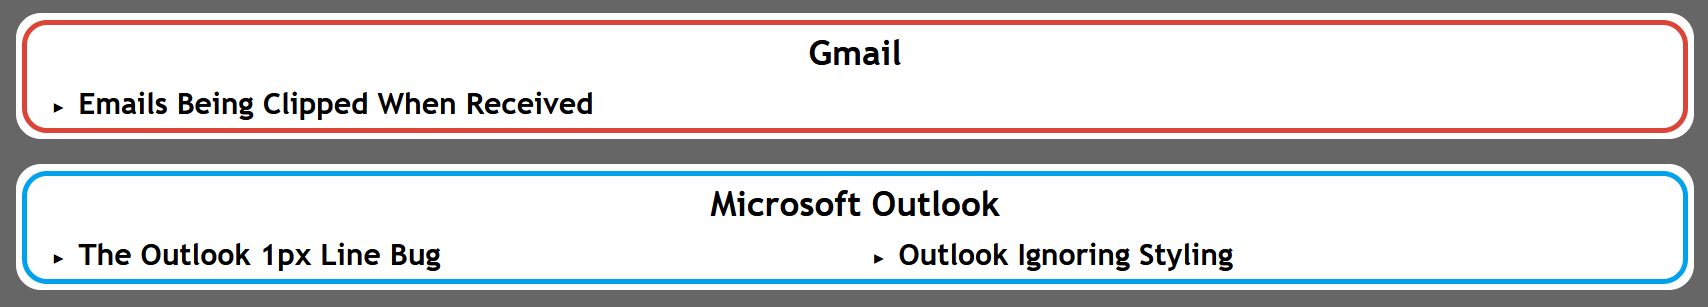 Gmail
▸ Emails Being Clipped When Received
Microsoft Outlook
▸ The Outlook 1px Line Bug
▸ Outlook Ignoring Styling